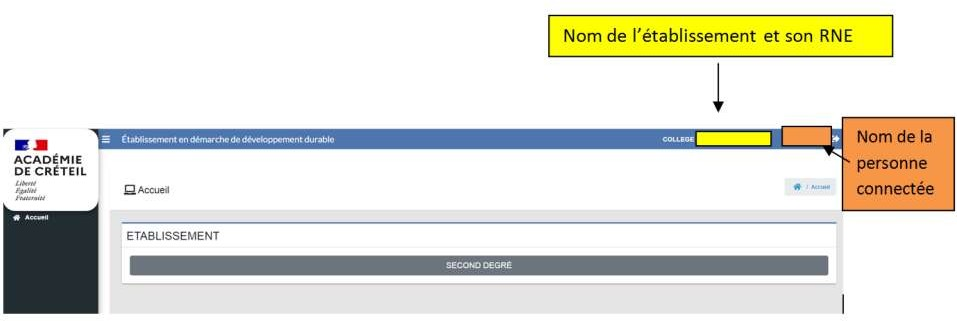 Nom de l'établissement et son RNE
Établissement en démarche de développement durable
COLLEGE
Nom de la
personne
connectée
ACADÉMIE
DE CRÉTEIL
Liberté
Égalité
Fraternité
Accueil
/ Accueil
Accueil
ETABLISSEMENT
SECOND DEGRÉ